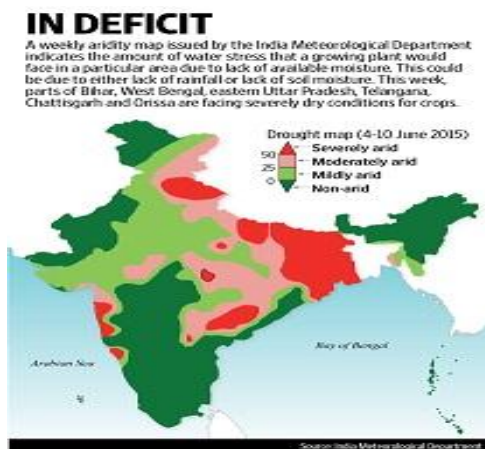 IN DEFICIT
A weekly aridity map issued by the India Meteorological Department
indicates the amount of water stress that a growing plant would
face in a particular area due to lack of available moisture. This could
be due to either lack of rainfall or lack of soil moisture. This week,
parts of Bihar, West Bengal, eastern Uttar Pradesh, Telangana,
Chattisgarh and Orissa are facing severely dry conditions for crops.
Drought map (4-10 June 2015)
Severely arid
50
Moderately arid
25
Mildly arid
0
Non-arid
Arabian Sea
Bay of Bengal
Source: India Meteorological Department